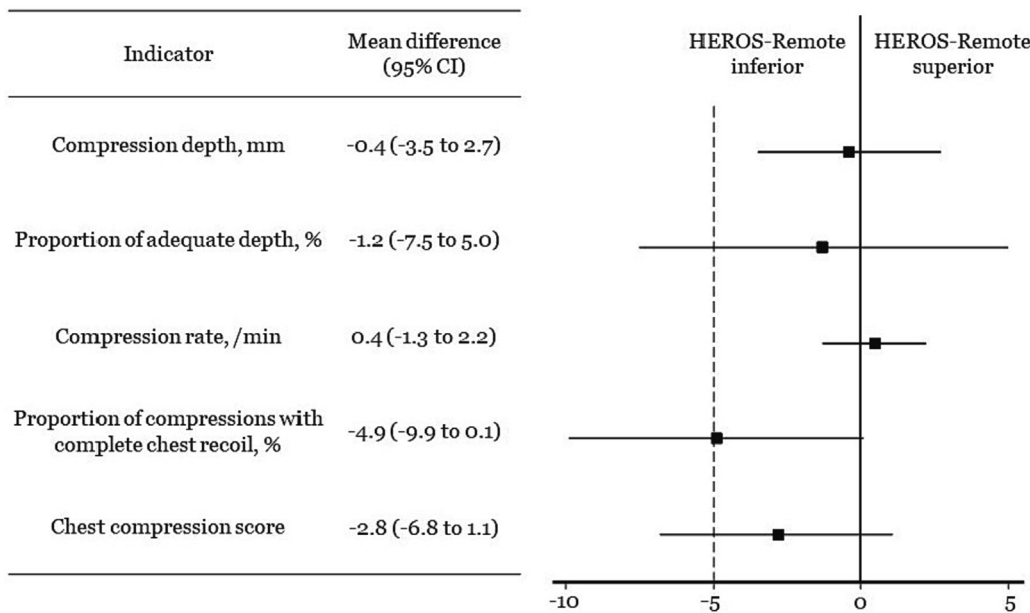 Indicator
Mean difference
(95% CI)
HEROS-Remote
inferior
HEROS-Remote
superior
Compression depth, mm
-0.4 (-3.5 to 2.7)
Proportion of adequate depth, %
-1.2 (-7.5 to 5.0)
Compression rate, /min
0.4 (-1.3 to 2.2)
Proportion of compressions with
complete chest recoil, %
-4.9 (-9.9 to 0.1)
Chest compression score
-2.8 (-6.8 to 1.1)
-10 -5 0 5